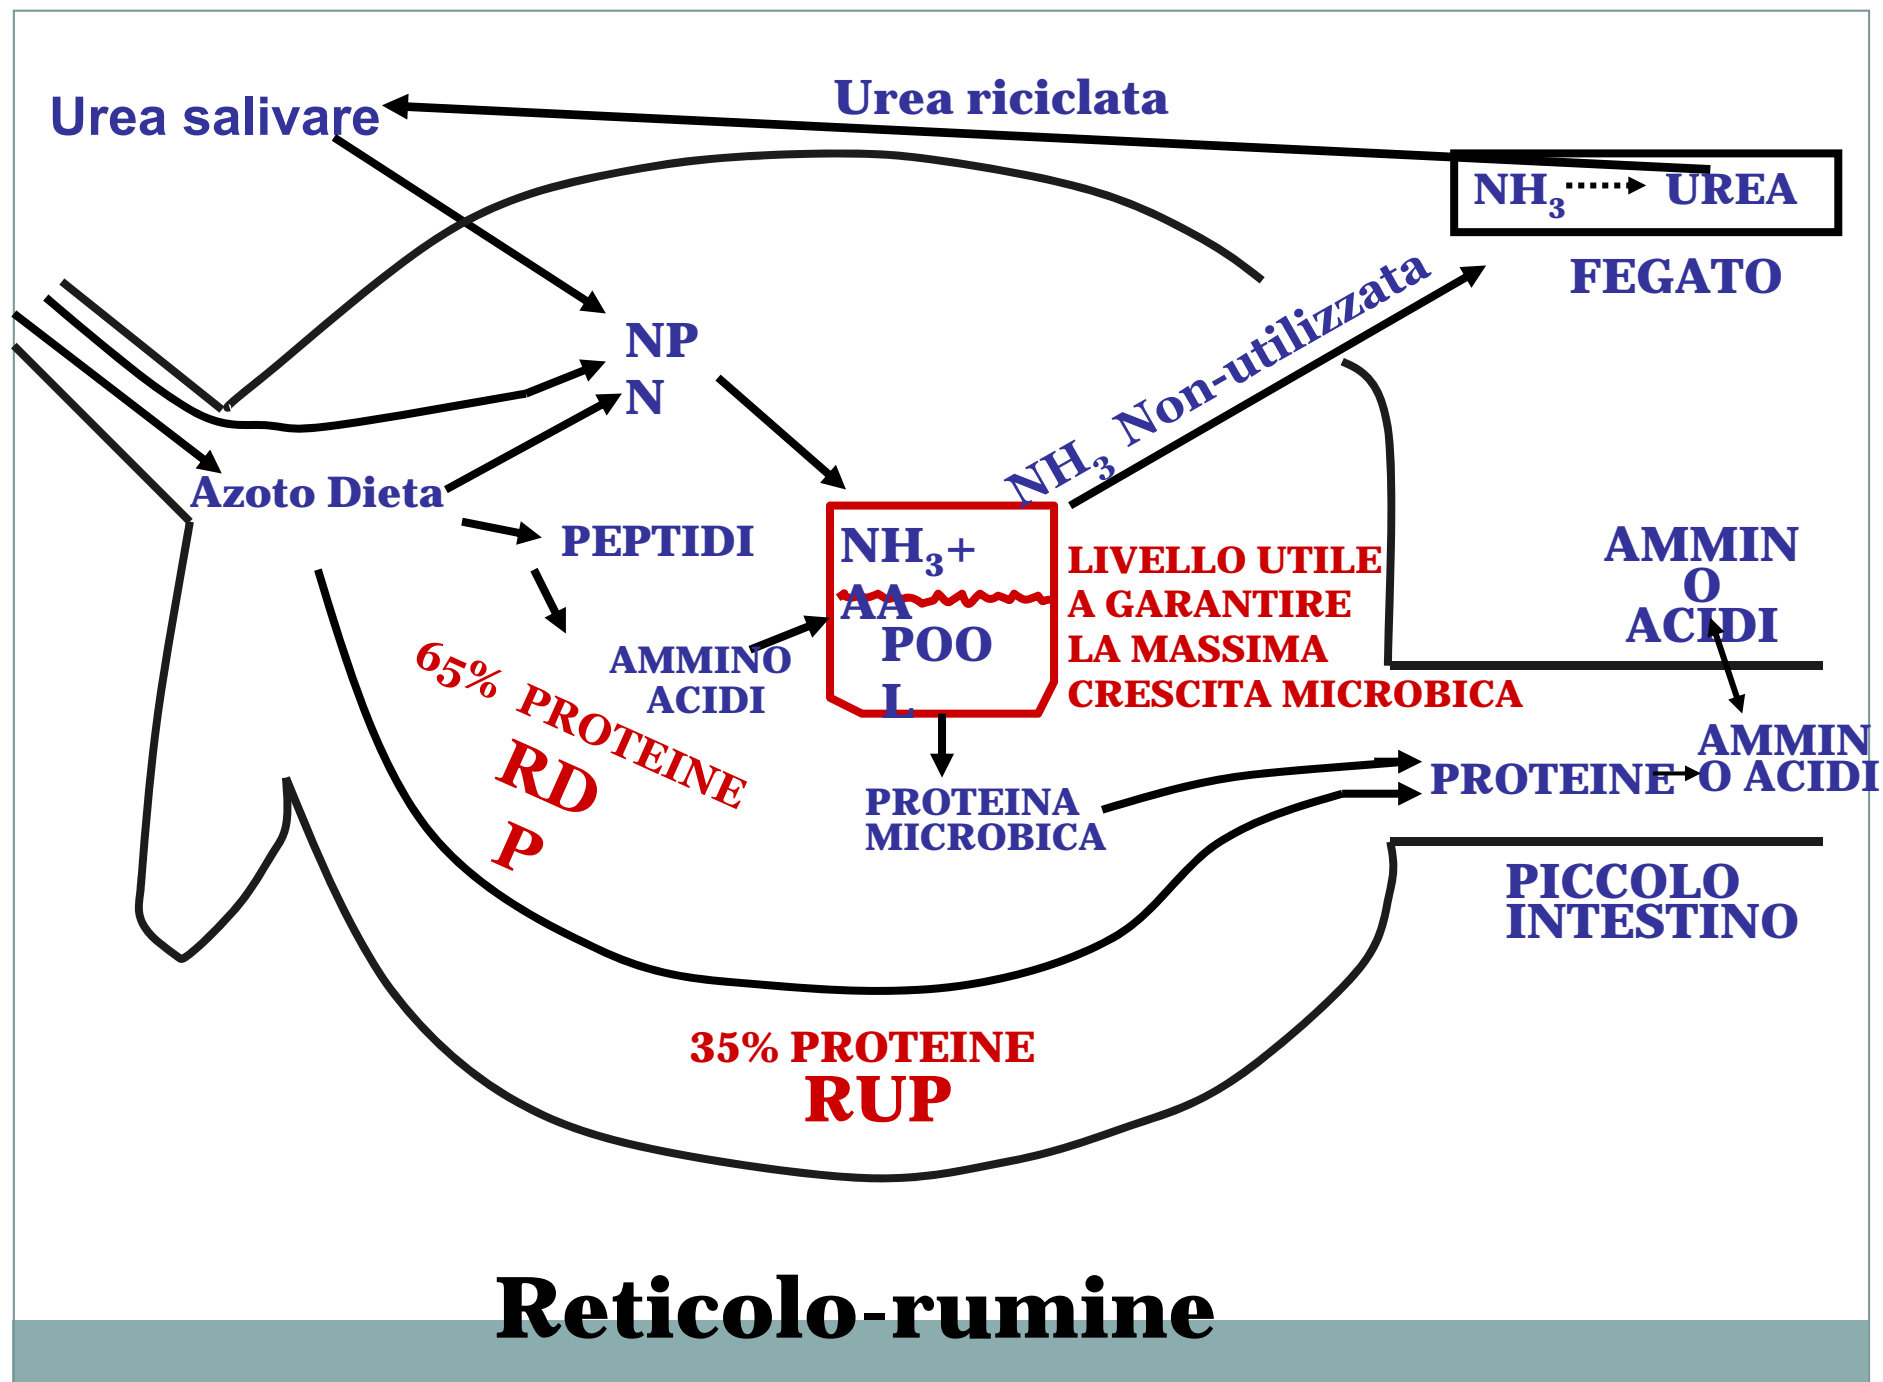 Urea salivare
Urea riciclata
NH3
UREA
FEGATO
NH3 Non-utilizzata
NP
N
Azoto Dieta
PEPTIDI
AMMINO
ACIDI
NH3+
AA
POO
L
LIVELLO UTILE
A GARANTIRE
LA MASSIMA
CRESCITA MICROBICA
AMMIN
O
ACIDI
65% PROTEINE
RD
P
PROTEINA
MICROBICA
PROTEINE
AMMIN
O ACIDI
PICCOLO
INTESTINO
35% PROTEINE
RUP
Reticolo-rumine